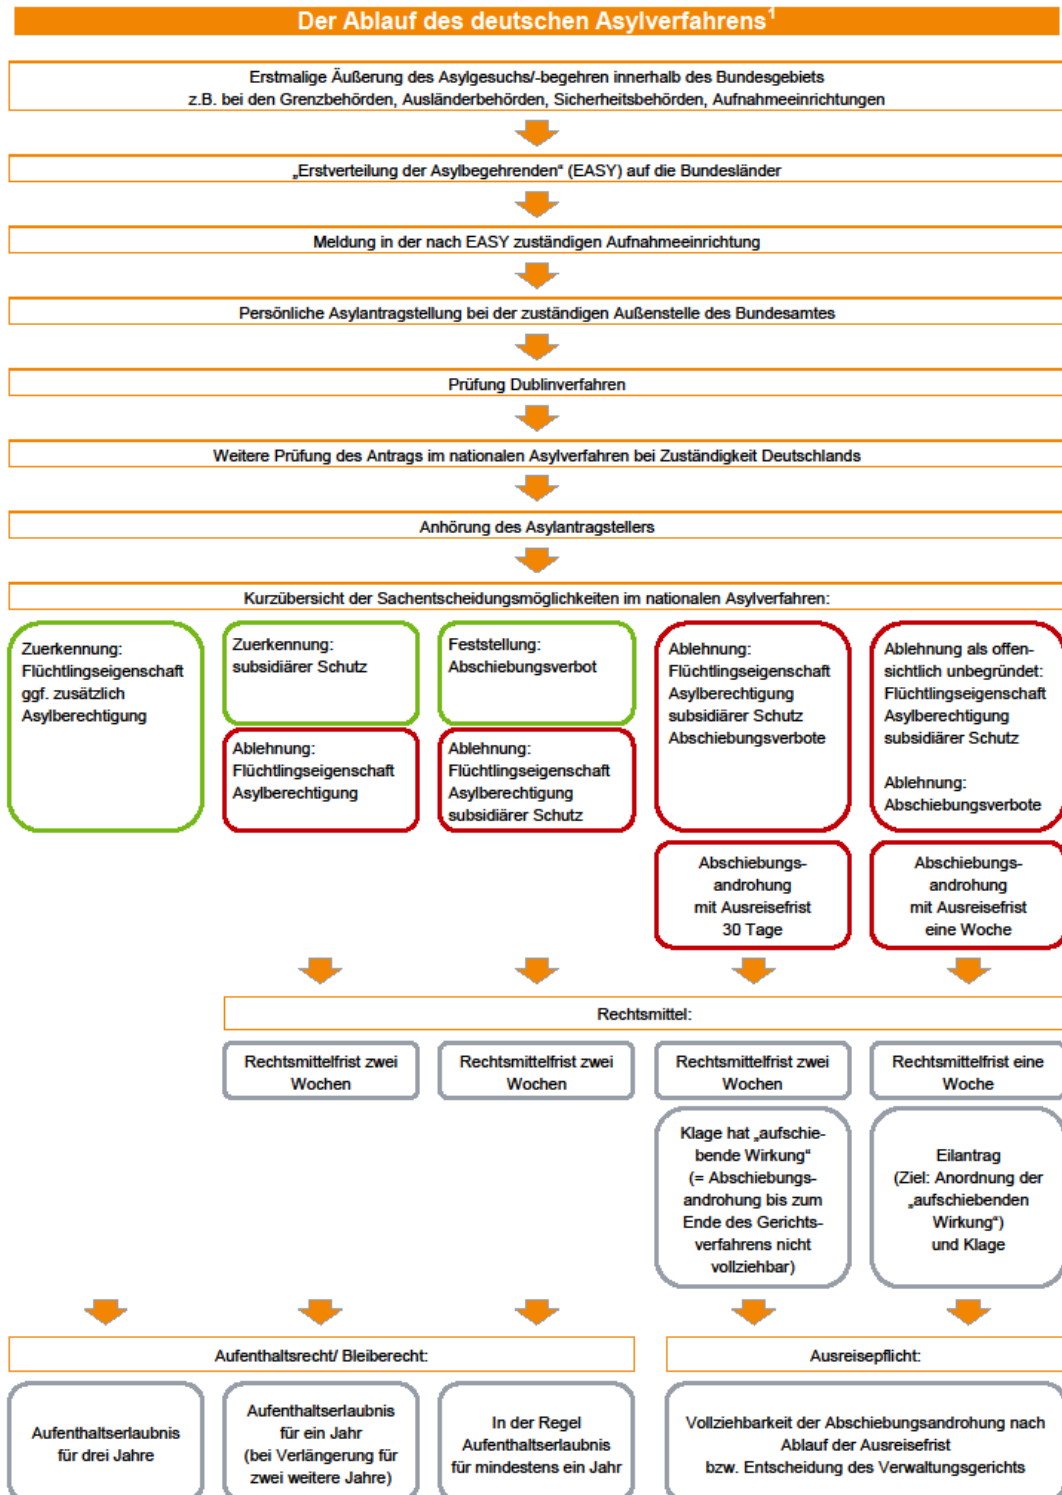 Der Ablauf des deutschen Asylverfahrens¹
Erstmalige Äußerung des Asylgesuchs/-begehren innerhalb des Bundesgebiets
z.B. bei den Grenzbehörden, Ausländerbehörden, Sicherheitsbehörden, Aufnahmeeinrichtungen
„Erstverteilung der Asylbegehrenden“ (EASY) auf die Bundesländer
Meldung in der nach EASY zuständigen Aufnahmeeinrichtung
Persönliche Asylantragstellung bei der zuständigen Außenstelle des Bundesamtes
Prüfung Dublinverfahren
Weitere Prüfung des Antrags im nationalen Asylverfahren bei Zuständigkeit Deutschlands
Anhörung des Asylantragstellers
Kurzübersicht der Sachentscheidungsmöglichkeiten im nationalen Asylverfahren:
Zuerkennung:
Flüchtlingseigenschaft
ggf. zusätzlich
Asylberechtigung
Zuerkennung:
subsidiärer Schutz
Ablehnung:
Flüchtlingseigenschaft
Asylberechtigung
Feststellung:
Abschiebungsverbot
Ablehnung:
Flüchtlingseigenschaft
Asylberechtigung
subsidiärer Schutz
Ablehnung:
Flüchtlingseigenschaft
Asylberechtigung
subsidiärer Schutz
Abschiebungsverbote
Abschiebungs-
androhung
mit Ausreisefrist
30 Tage
Ablehnung als offen-
sichtlich unbegründet:
Flüchtlingseigenschaft
Asylberechtigung
subsidiärer Schutz
Ablehnung:
Abschiebungsverbote
Abschiebungs-
androhung
mit Ausreisefrist
eine Woche
Rechtsmittel:
Rechtsmittelfrist zwei
Wochen
Rechtsmittelfrist zwei
Wochen
Rechtsmittelfrist zwei
Wochen
Rechtsmittelfrist eine
Woche
Klage hat „aufschie-
bende Wirkung“
(= Abschiebungs-
androhung bis zum
Ende des Gerichts-
verfahrens nicht
vollziehbar)
Eilantrag
(Ziel: Anordnung der
„aufschiebenden
Wirkung“)
und Klage
Aufenthaltsrecht/ Bleiberecht:
Ausreisepflicht:
Aufenthaltserlaubnis
für drei Jahre
Aufenthaltserlaubnis
für ein Jahr
(bei Verlängerung für
zwei weitere Jahre)
In der Regel
Aufenthaltserlaubnis
für mindestens ein Jahr
Vollziehbarkeit der Abschiebungsandrohung nach
Ablauf der Ausreisefrist
bzw. Entscheidung des Verwaltungsgerichts